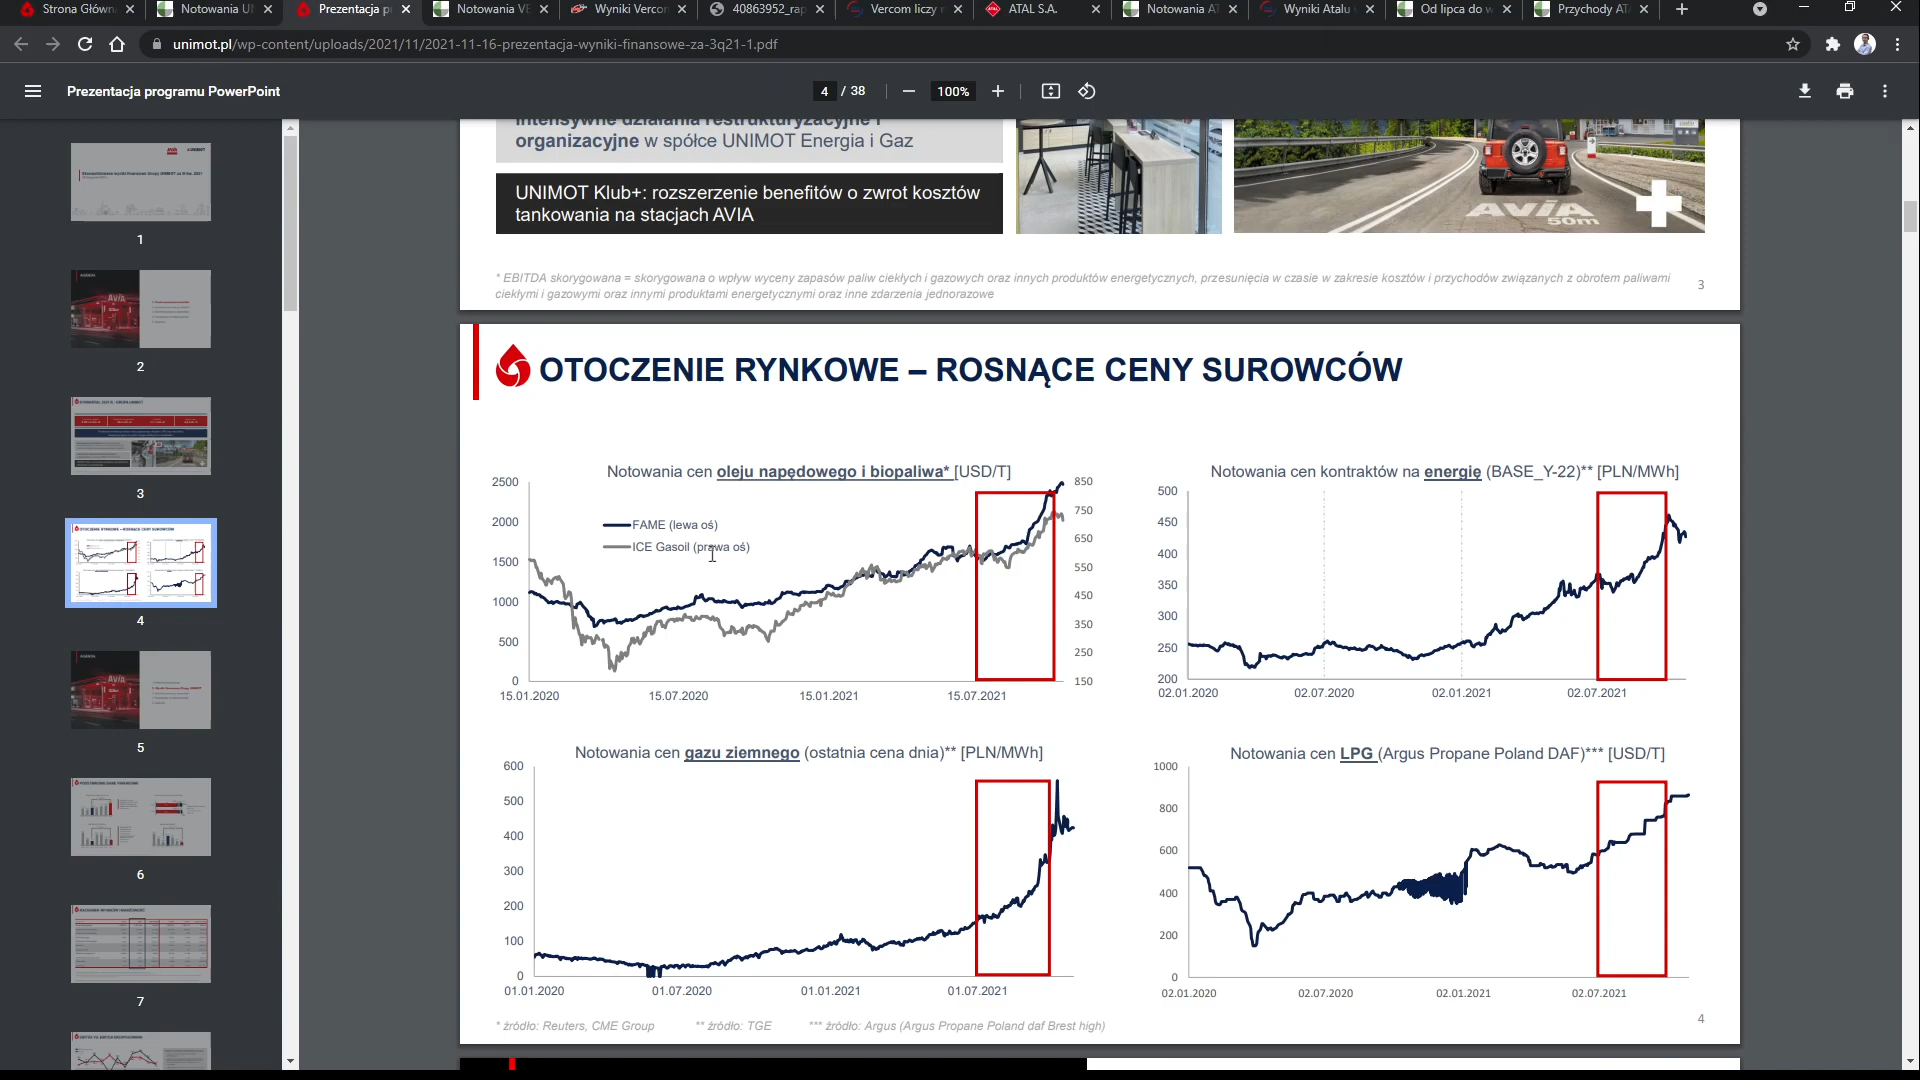 Strona Główn
Notowania U
Prezentacja p
Notowania VE
Wyniki Vercon
40863952_rap
Vercom liczy r
ATAL S.A.
Notowania AT
Wyniki Atalu
Od lipca do w
Przychody AT
unimot.pl/wp-content/uploads/2021/11/2021-11-16-prezentacja-wyniki-finansowe-za-3q21-1.pdf
Prezentacja programu PowerPoint
4 / 38
100%
1
2
3
4
5
6
7
intensywne działania restrukturyzacyjne i
organizacyjne w spółce UNIMOT Energia i Gaz
UNIMOT Klub+: rozszerzenie benefitów o zwrot kosztów
tankowania na stacjach AVIA
AVIA
50m
* EBITDA skorygowana = skorygowana o wpływ wyceny zapasów paliw ciekłych i gazowych oraz innych produktów energetycznych, przesunięcia w czasie w zakresie kosztów i przychodów związanych z obrotem paliwami
ciekłymi i gazowymi oraz innymi produktami energetycznymi oraz inne zdarzenia jednorazowe
3
OTOCZENIE RYNKOWE – ROSNĄCE CENY SUROWCÓW
Notowania cen oleju napędowego i biopaliwa* [USD/T]
2500
2000
1500
1000
500
0
850
750
650
550
450
350
250
150
FAME (lewa oś)
ICE Gasoil (prawa oś)
15.01.2020
15.07.2020
15.01.2021
15.07.2021
Notowania cen kontraktów na energię (BASE_Y-22)** [PLN/MWh]
500
450
400
350
300
250
200
02.01.2020
02.07.2020
02.01.2021
02.07.2021
Notowania cen gazu ziemnego (ostatnia cena dnia)** [PLN/MWh]
600
500
400
300
200
100
0
01.01.2020
01.07.2020
01.01.2021
01.07.2021
Notowania cen LPG (Argus Propane Poland DAF)*** [USD/T]
1000
800
600
400
200
0
02.01.2020
02.07.2020
02.01.2021
02.07.2021
* źródło: Reuters, CME Group
** źródło: TGE
*** źródło: Argus (Argus Propane Poland daf Brest high)
4